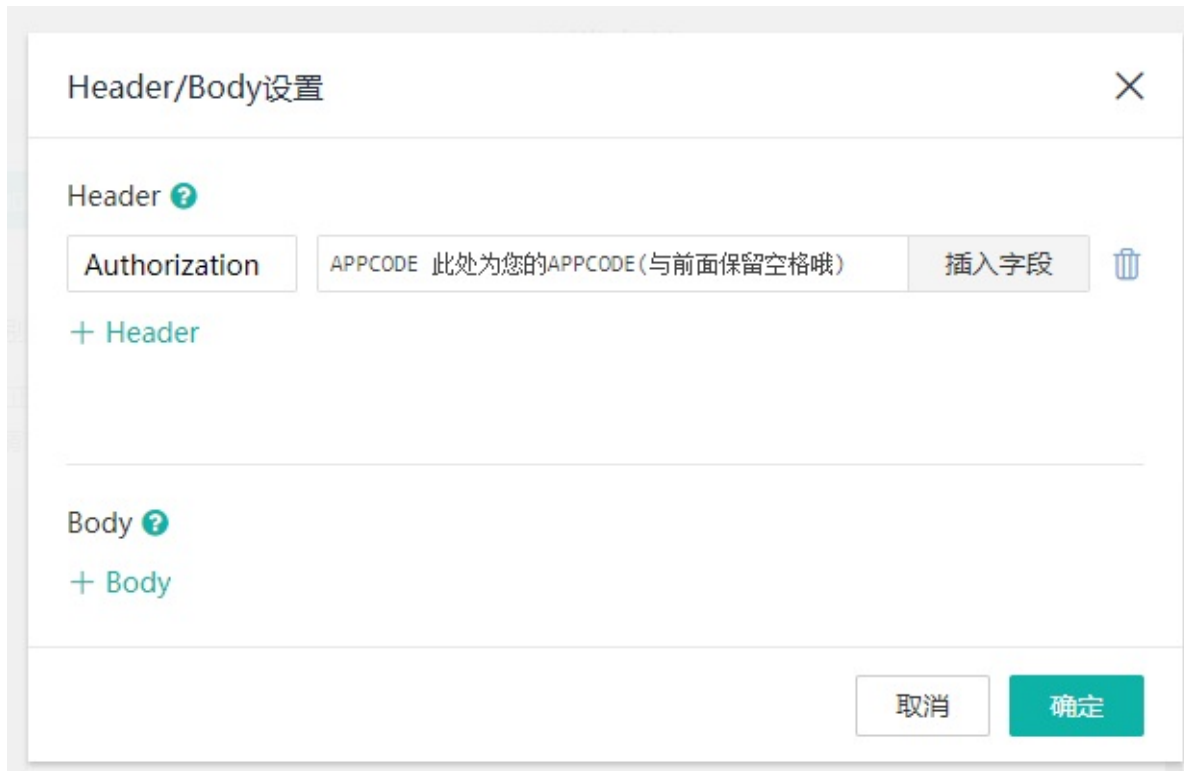 Header/Body设置
Header
Authorization APPCODE 此处为您的APPCODE(与前面保留空格哦) 插入字段
+ Header
Body
+ Body
取消 确定